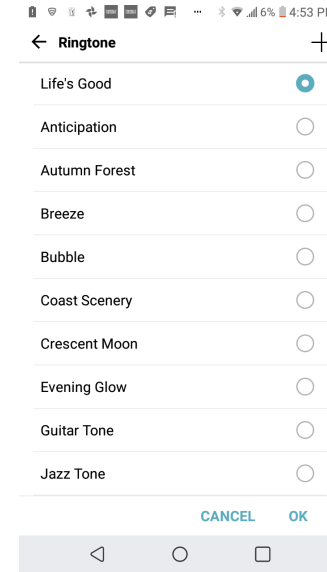 6% 4:53 P
Ringtone
Life's Good
Anticipation
Autumn Forest
Breeze
Bubble
Coast Scenery
Crescent Moon
Evening Glow
Guitar Tone
Jazz Tone
CANCEL OK